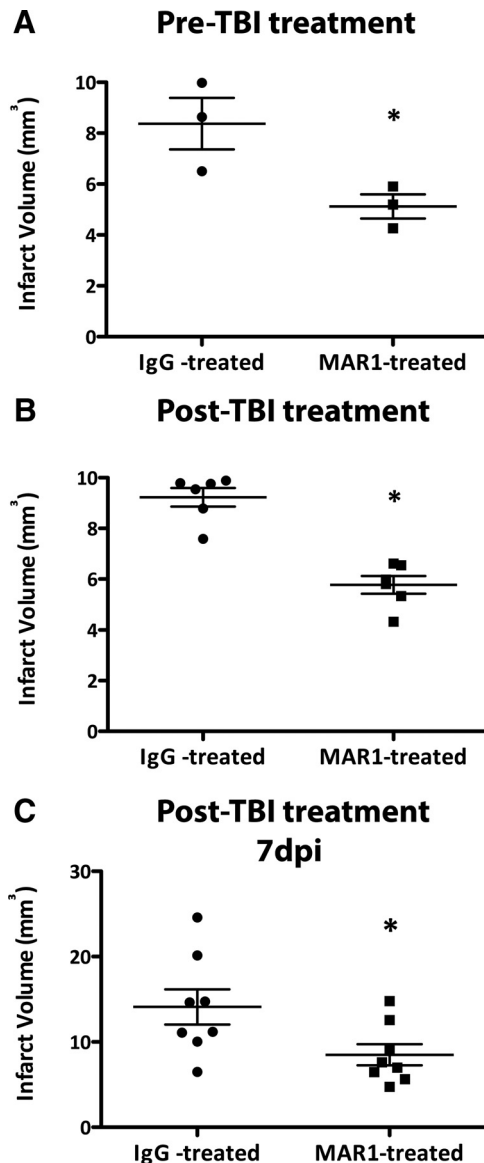 A
Pre-TBI treatment
Infarct Volume (mm³)
10
8
6
4
2
0
*
IgG -treated
MAR1-treated
B
Post-TBI treatment
Infarct Volume (mm³)
10
8
6
4
2
0
*
IgG -treated
MAR1-treated
C
Post-TBI treatment
7dpi
Infarct Volume (mm³)
30
20
10
0
*
IgG -treated
MAR1-treated